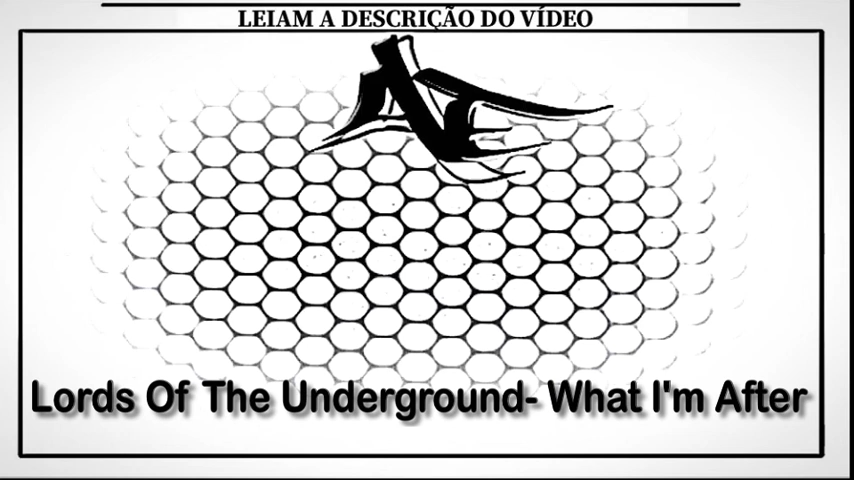 LEIAM A DESCRIÇÃO DO VÍDEO
Lords Of The Underground- What I'm After